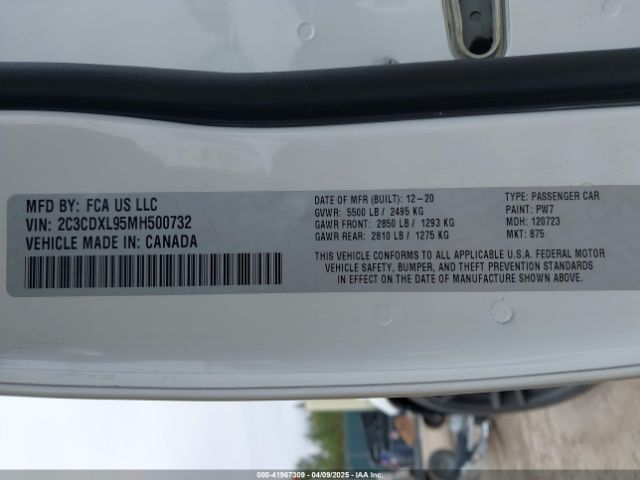 MFD BY: FCA US LLC
VIN: 2C3CDXL95MH500732
VEHICLE MADE IN: CANADA
DATE OF MFR (BUILT): 12-20
GVWR: 5500 LB / 2495 KG
GAWR FRONT: 2850 LB / 1293 KG
GAWR REAR: 2810 LB / 1275 KG
TYPE: PASSENGER CAR
PAINT: PW7
MDH: 120723
MKT: 875
THIS VEHICLE CONFORMS TO ALL APPLICABLE U.S.A. FEDERAL MOTOR
VEHICLE SAFETY, BUMPER, AND THEFT PREVENTION STANDARDS
IN EFFECT ON THE DATE OF MANUFACTURE SHOWN ABOVE.
000-41967309 - 04/09/2025 - IAAI.COM